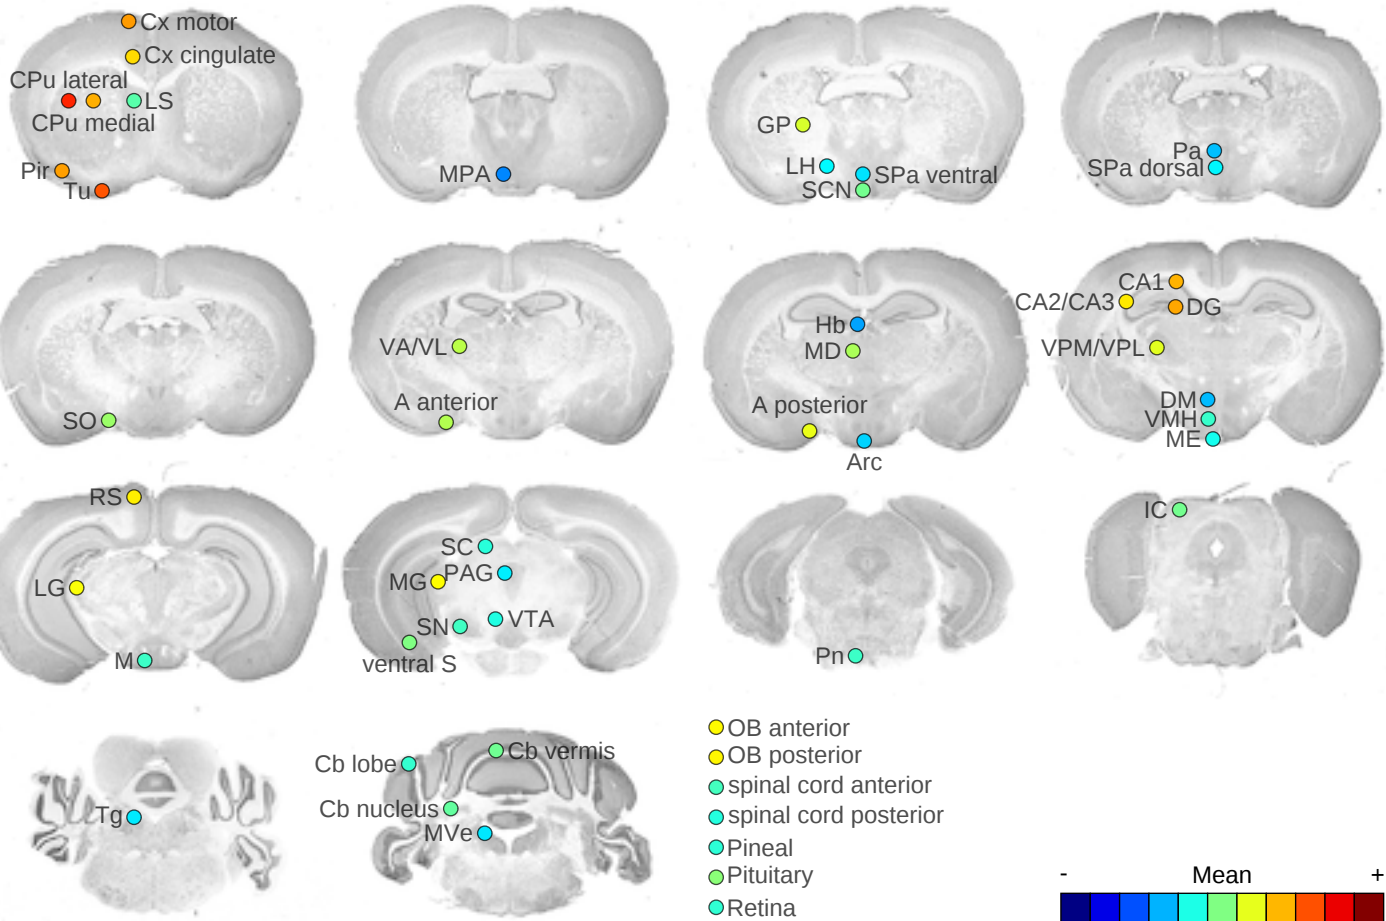 Cx motor
Cx cingulate
CPu lateral
LS
CPu medial
Pir
Tu
MPA
GP
LH
SPa ventral
SCN
Pa
SPa dorsal
SO
VA/VL
A anterior
Hb
MD
A posterior
Arc
CA1
CA2/CA3
DG
VPM/VPL
DM
VMH
ME
RS
LG
M
SC
MG
PAG
SN
VTA
ventral S
Pn
IC
Tg
Cb lobe
Cb vermis
Cb nucleus
MVe
OB anterior
OB posterior
spinal cord anterior
spinal cord posterior
Pineal
Pituitary
Retina
- Mean +